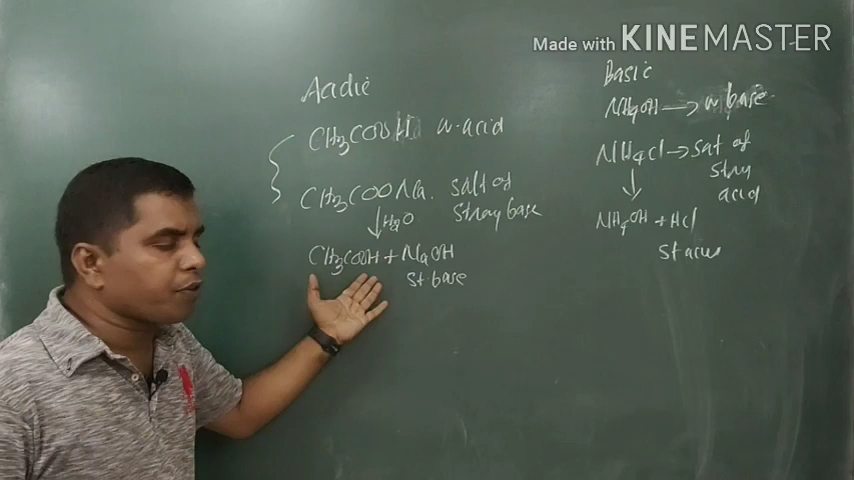 Made with KINEMASTER
Acidic
CH3COOH w.acid
CH3COONa. salt of
strong base
H2O
CH3COOH + NaOH
st.base
Basic
NH4OH → w base
NH4Cl → salt of
strong
acid
↓
NH4OH + HCl
st acid